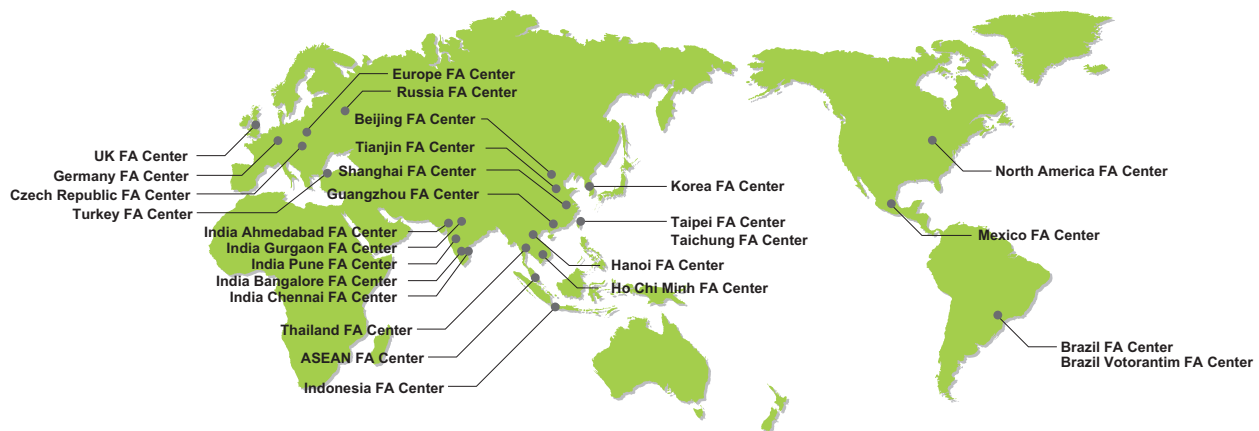 Europe FA Center
Russia FA Center
Beijing FA Center
Tianjin FA Center
Shanghai FA Center
Guangzhou FA Center
UK FA Center
Germany FA Center
Czech Republic FA Center
Turkey FA Center
India Ahmedabad FA Center
India Gurgaon FA Center
India Pune FA Center
India Bangalore FA Center
India Chennai FA Center
Thailand FA Center
ASEAN FA Center
Indonesia FA Center
Korea FA Center
Taipei FA Center
Taichung FA Center
Hanoi FA Center
Ho Chi Minh FA Center
North America FA Center
Mexico FA Center
Brazil FA Center
Brazil Votorantim FA Center